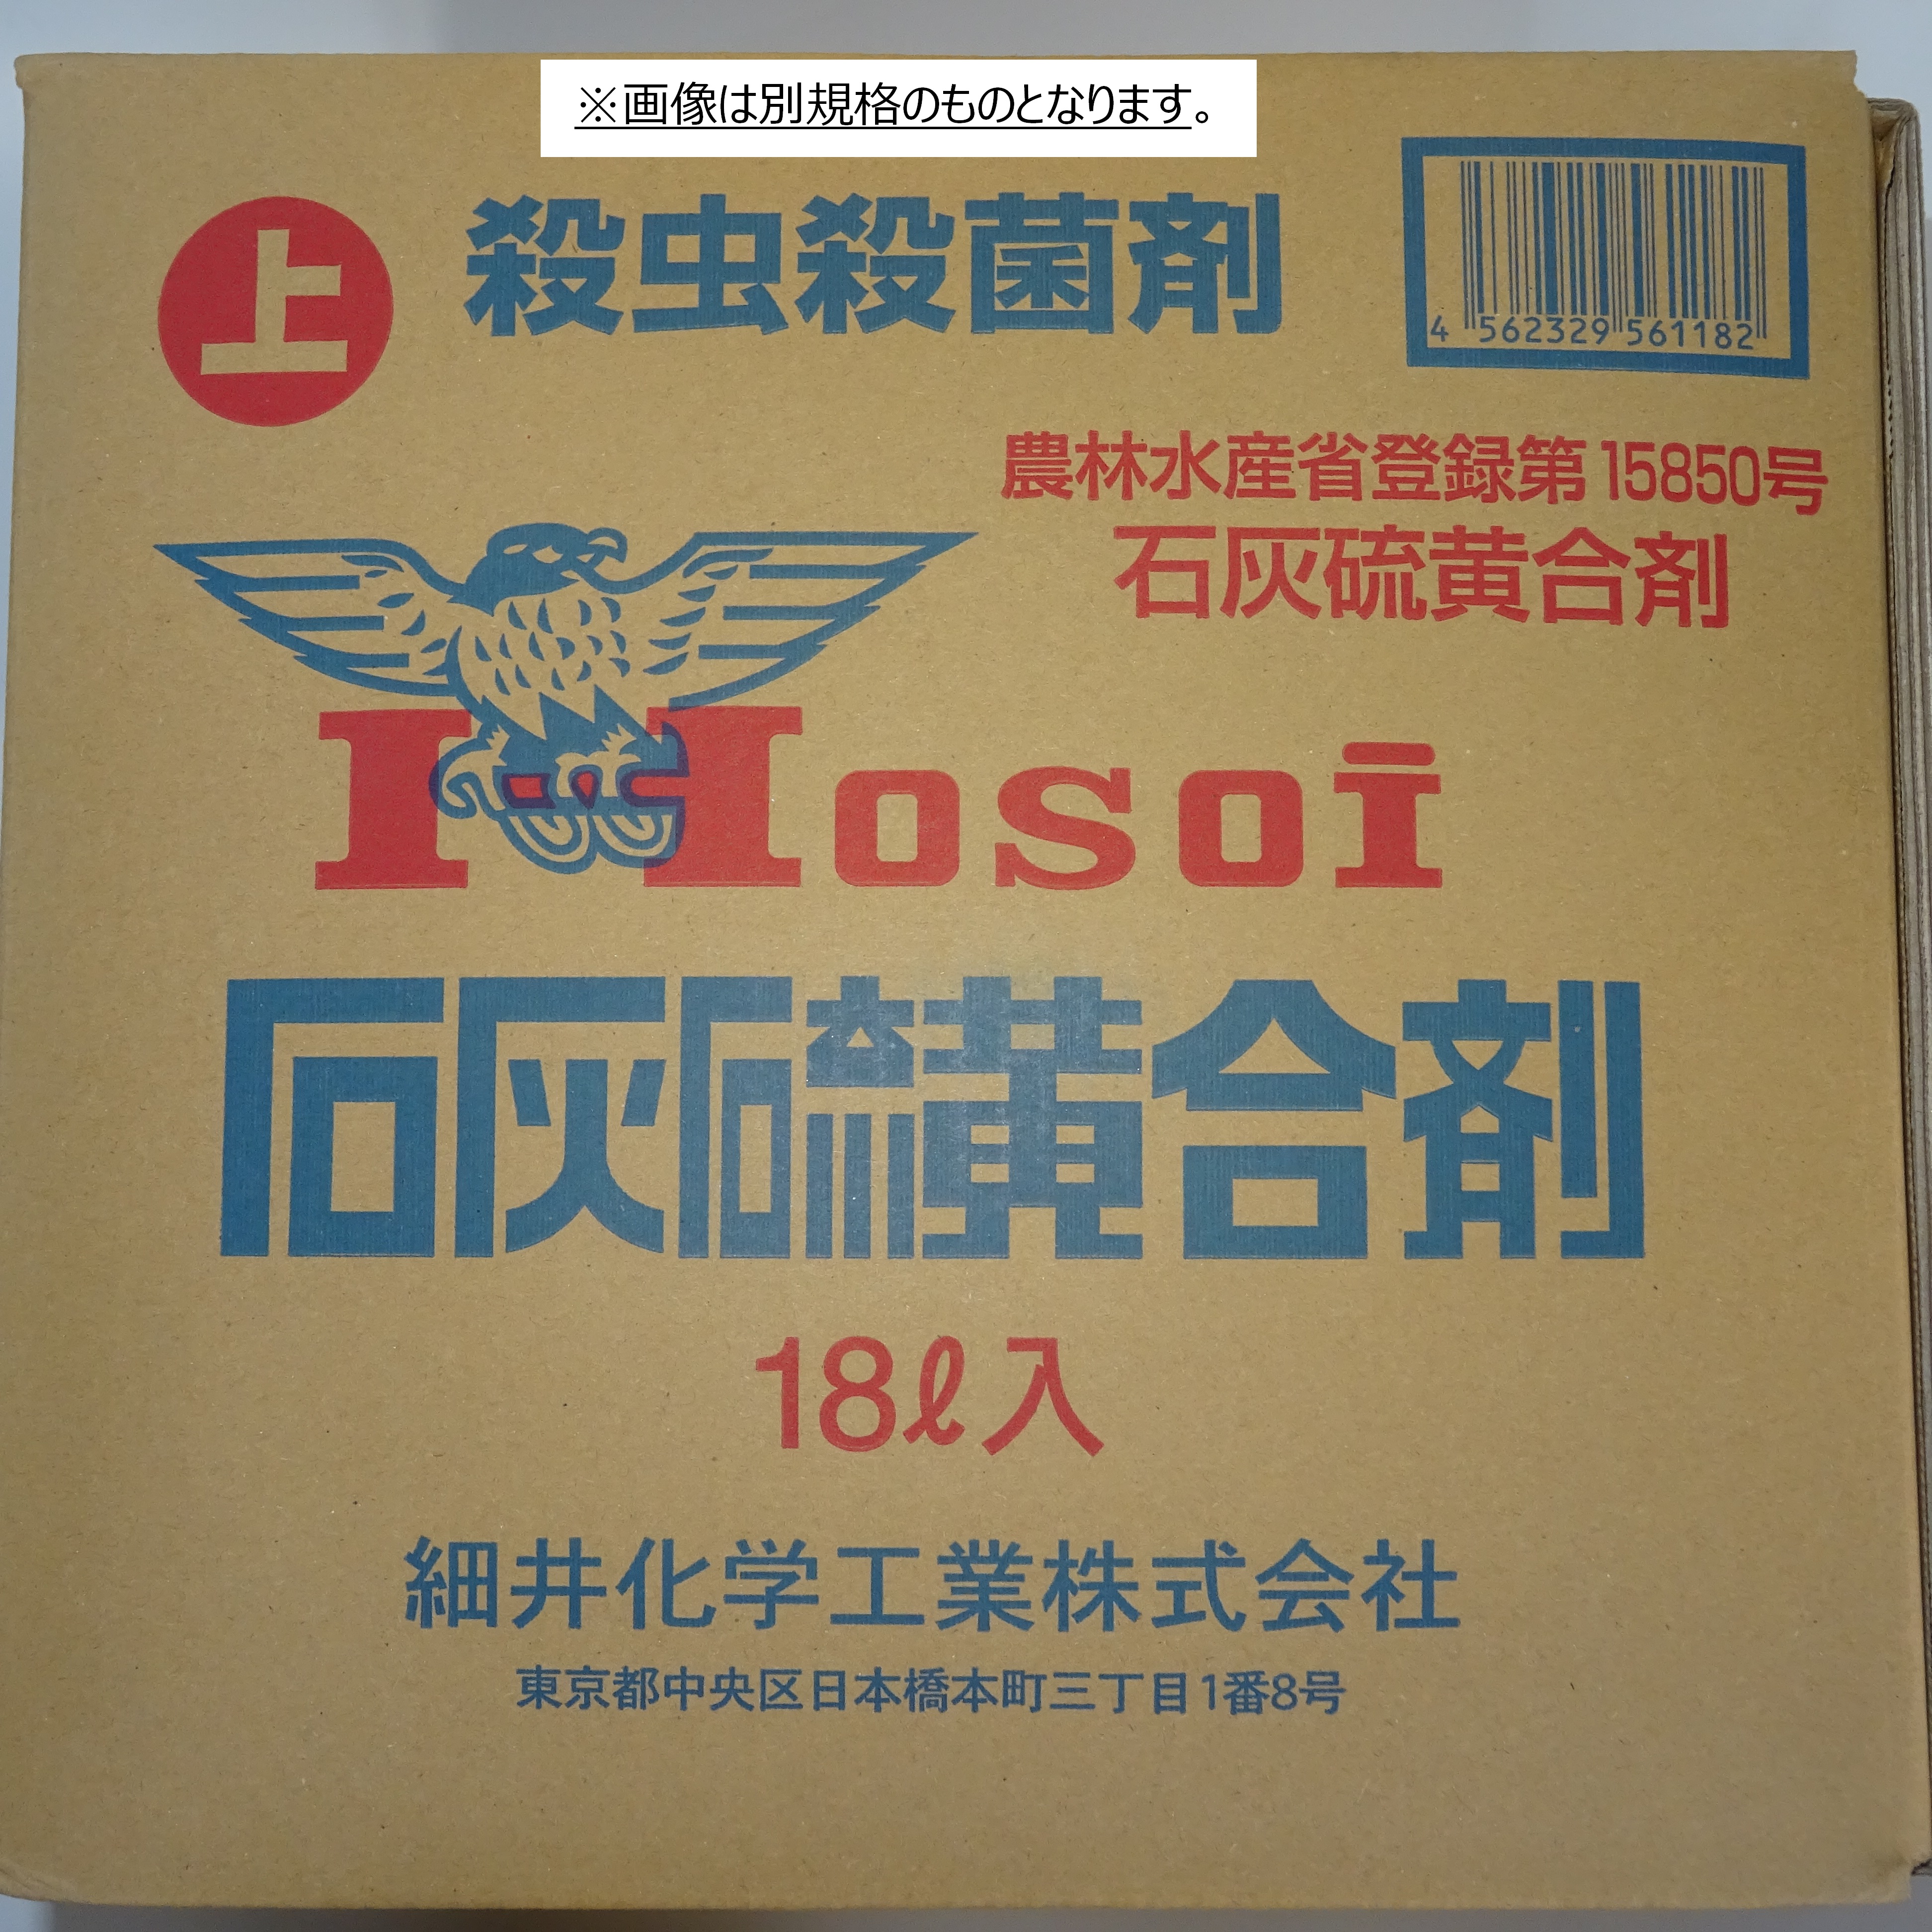 ※画像は別規格のものとなります。
上
殺虫殺菌剤
4 562329 561182
農林水産省登録第15850号
石灰硫黄合剤
Hosoi
石灰硫黄合剤
18ℓ入
細井化学工業株式会社
東京都中央区日本橋本町三丁目1番8号